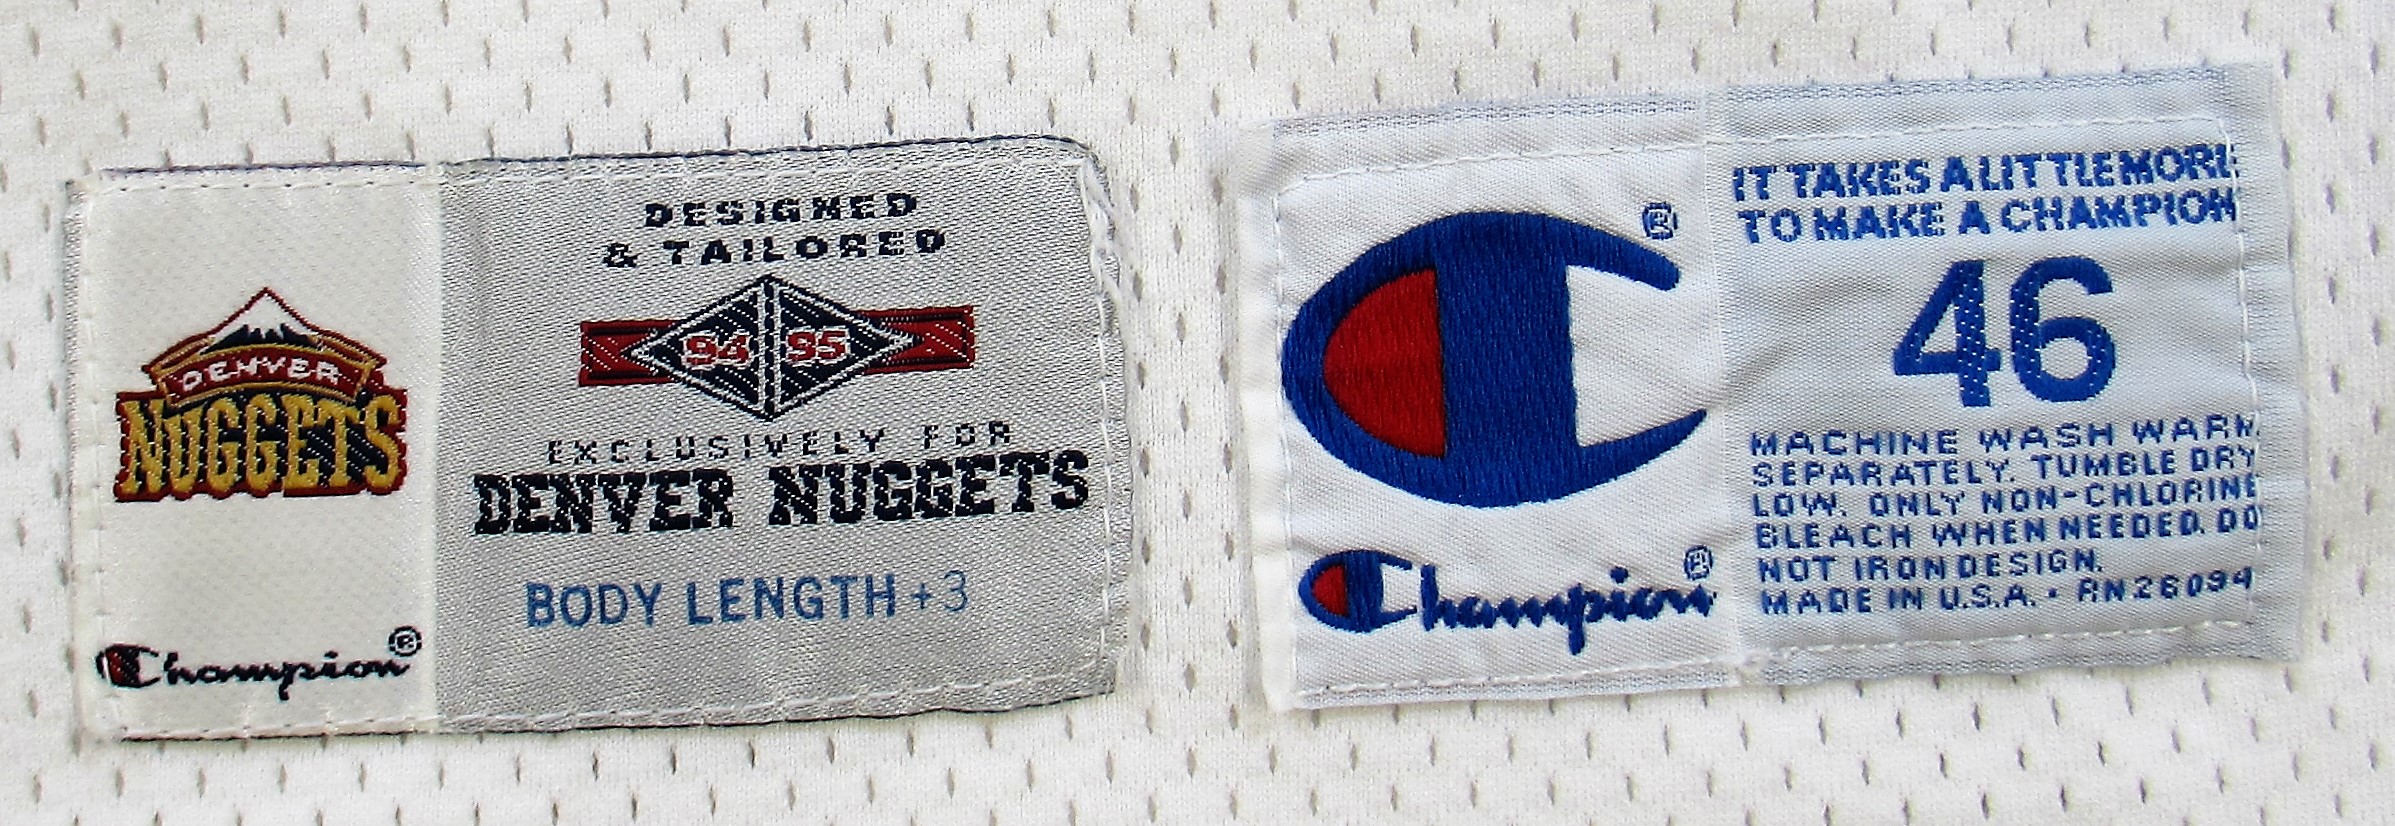 DENVER
NUGGETS
Champion®
DESIGNED
& TAILORED
94 95
EXCLUSIVELY FOR
DENVER NUGGETS
BODY LENGTH +3
®
Champion®
IT TAKES A LITTLE MORE
TO MAKE A CHAMPION
46
MACHINE WASH WARM.
SEPARATELY. TUMBLE DRY
LOW. ONLY NON-CHLORINE
BLEACH WHEN NEEDED. DO
NOT IRON DESIGN.
MADE IN U.S.A. • RN26094